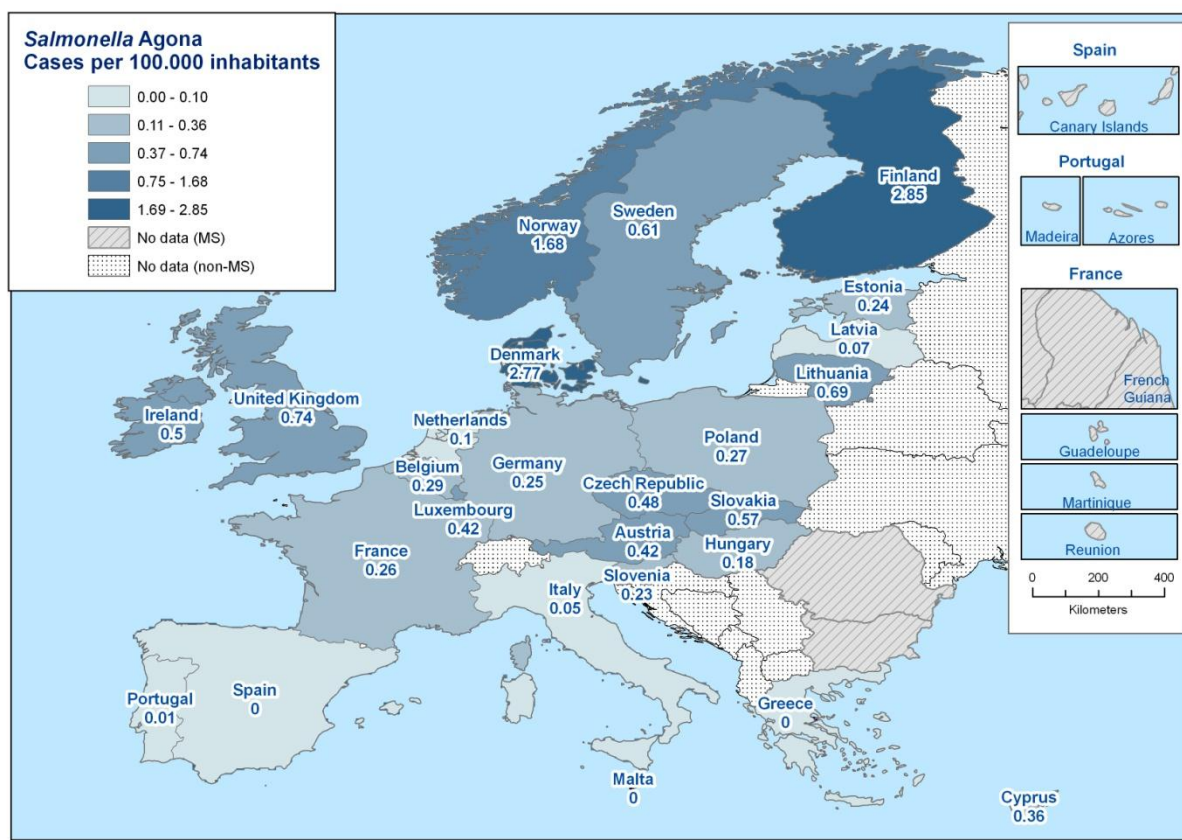 Salmonella Agona
Cases per 100.000 inhabitants
0.00 - 0.10
0.11 - 0.36
0.37 - 0.74
0.75 - 1.68
1.69 - 2.85
No data (MS)
No data (non-MS)
Finland
2.85
Sweden
0.61
Norway
1.68
Estonia
0.24
Latvia
0.07
Denmark
2.77
Lithuania
0.69
United Kingdom
0.74
Ireland
0.5
Netherlands
0.1
Poland
0.27
Belgium
0.29
Germany
0.25
Czech Republic
0.48
Luxembourg
0.42
Slovakia
0.57
Austria
0.42
Hungary
0.18
France
0.26
Slovenia
0.23
Italy
0.05
Portugal
0.01
Spain
0
Greece
0
Malta
0
Cyprus
0.36
Spain
Canary Islands
Portugal
Madeira
Azores
France
French
Guiana
Guadeloupe
Martinique
Reunion
0 200 400
Kilometers